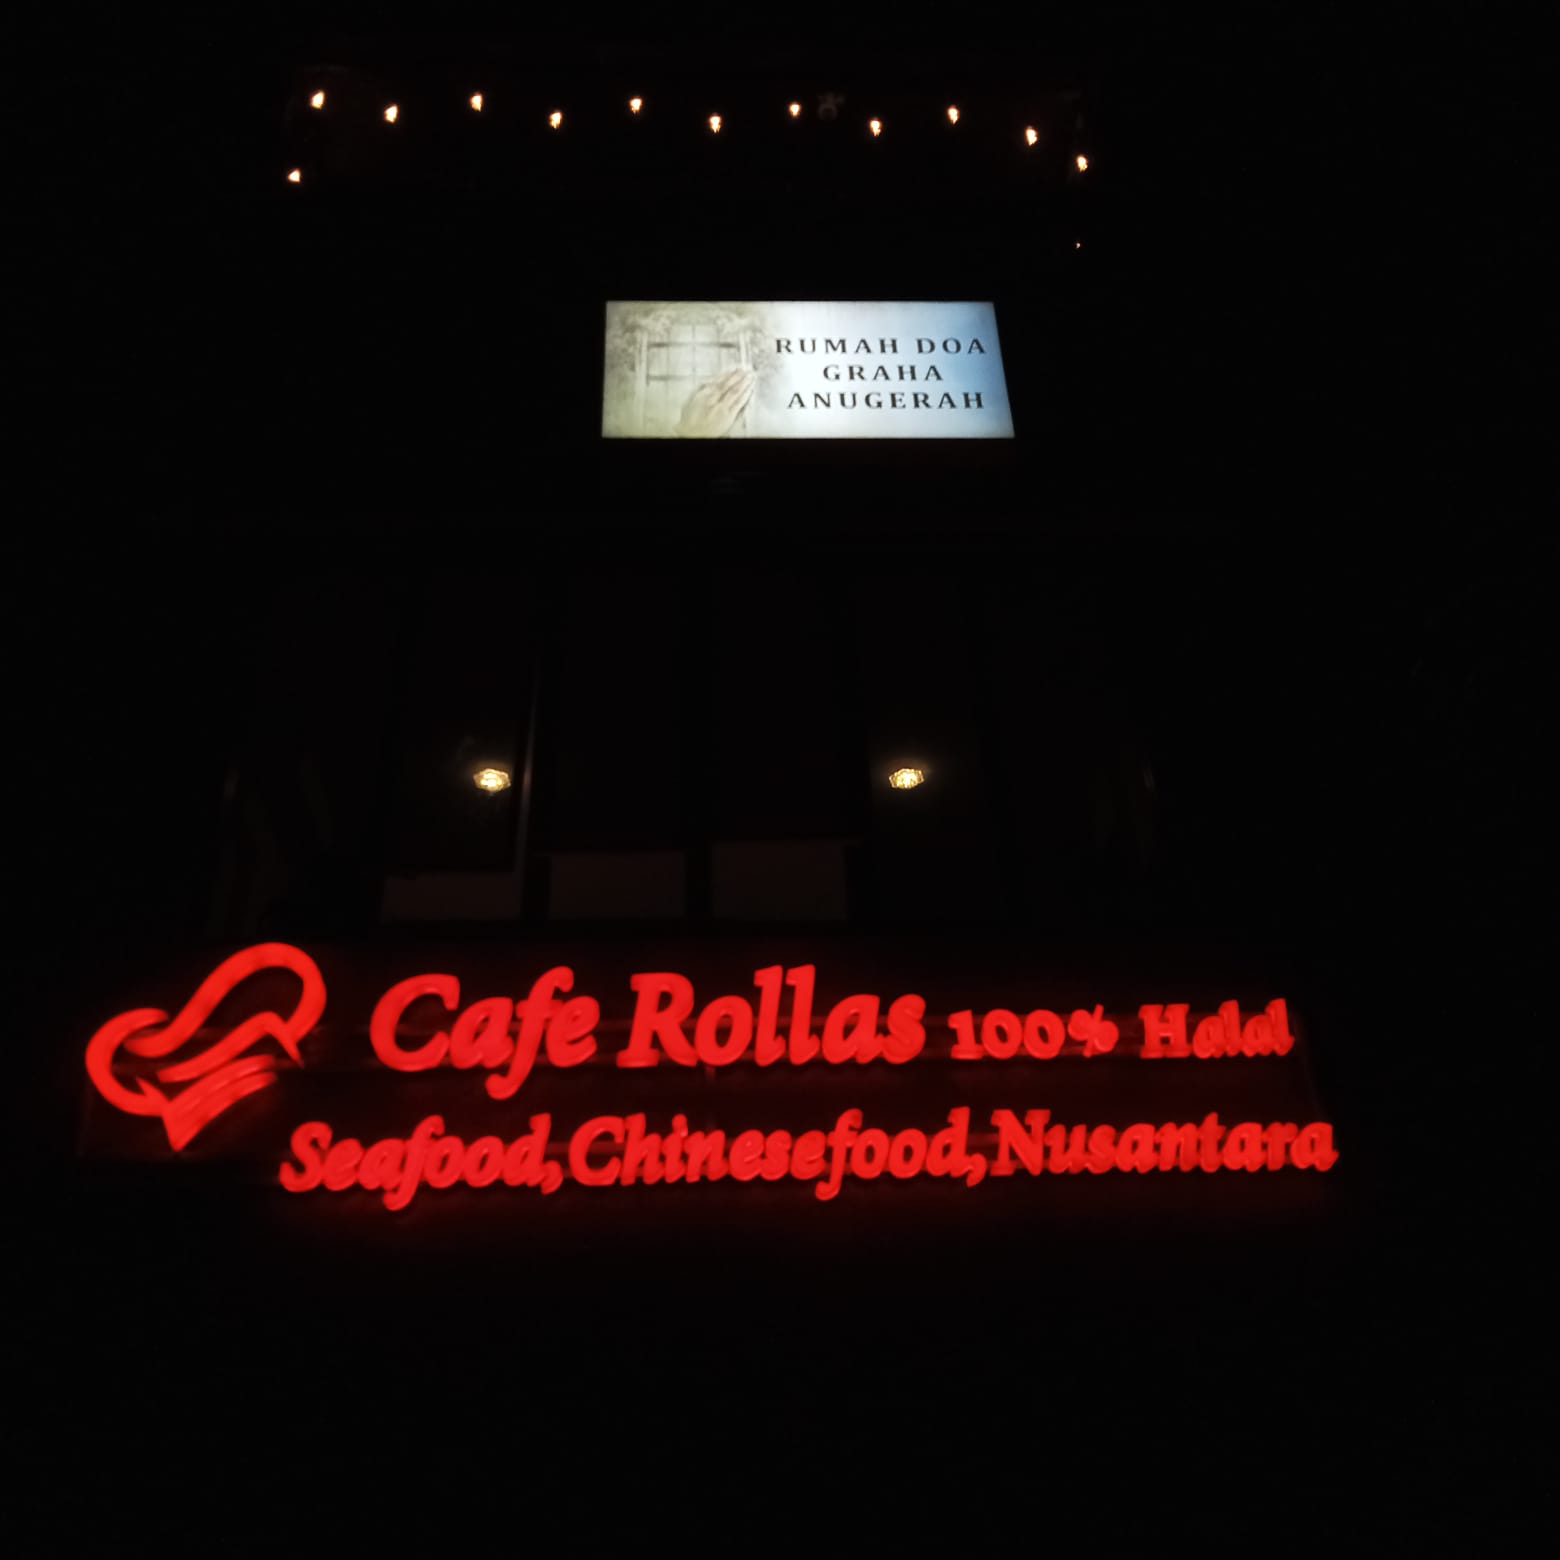 RUMAH DOA
GRAHA
ANUGERAH
Cafe Rollas 100% Halal
Seafood,Chinesefood,Nusantara